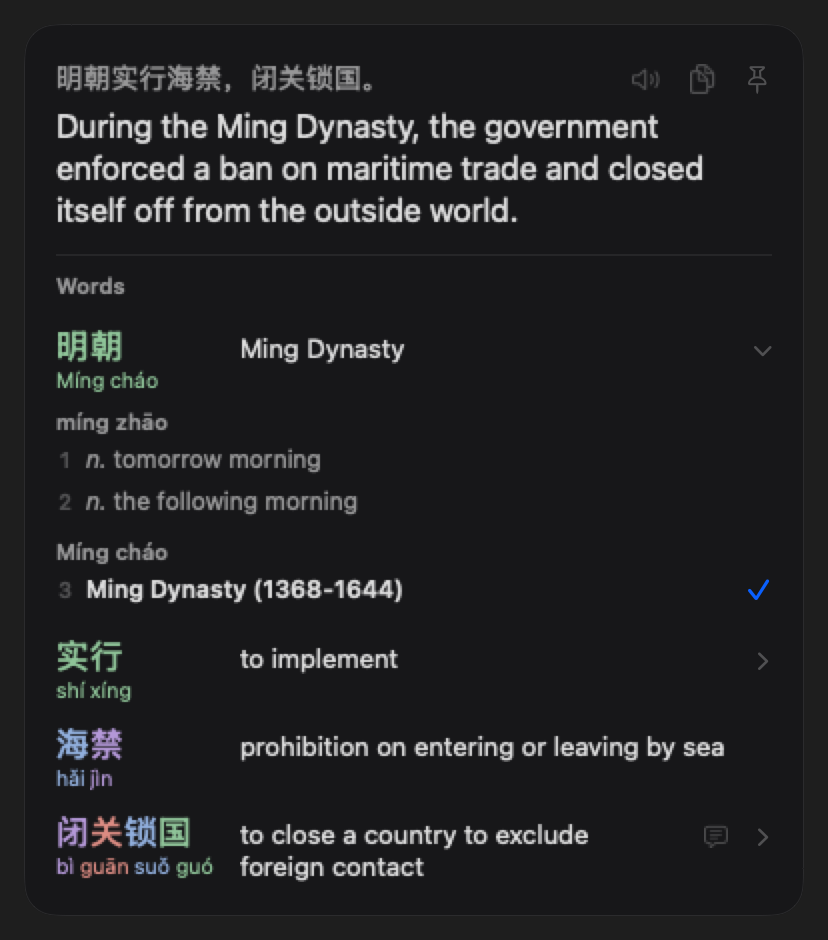 明朝实行海禁，闭关锁国。
During the Ming Dynasty, the government
enforced a ban on maritime trade and closed
itself off from the outside world.
Words
明朝 Ming Dynasty
Míng cháo
míng zhāo
1 n. tomorrow morning
2 n. the following morning
Míng cháo
3 Ming Dynasty (1368-1644)
实行 to implement
shí xíng
海禁 prohibition on entering or leaving by sea
hǎi jìn
闭关锁国 to close a country to exclude
bì guān suǒ guó foreign contact